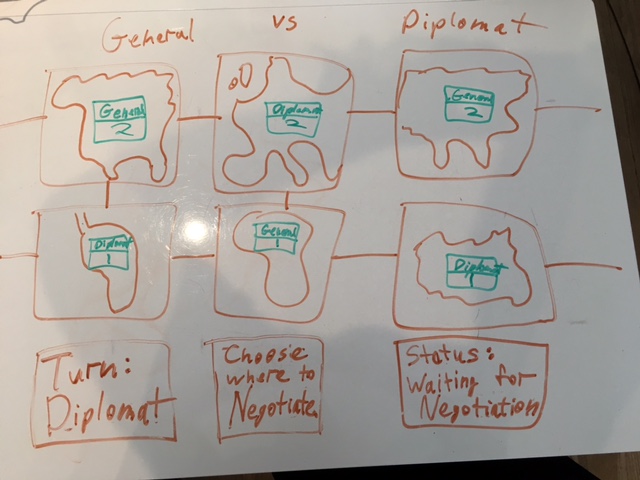 General vs Diplomat
General
2
Diplomat
2
General
2
Diplomat
1
General
1
Diplomat
1
Turn:
Diplomat
Choose
where to
Negotiate
Status:
Waiting for
Negotiation